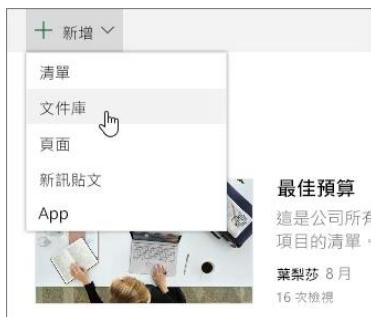 新增
清單
文件庫
頁面
新訊貼文
App
最佳預算
這是公司所有
項目的清單。
葉梨莎 8 月
16 次檢視